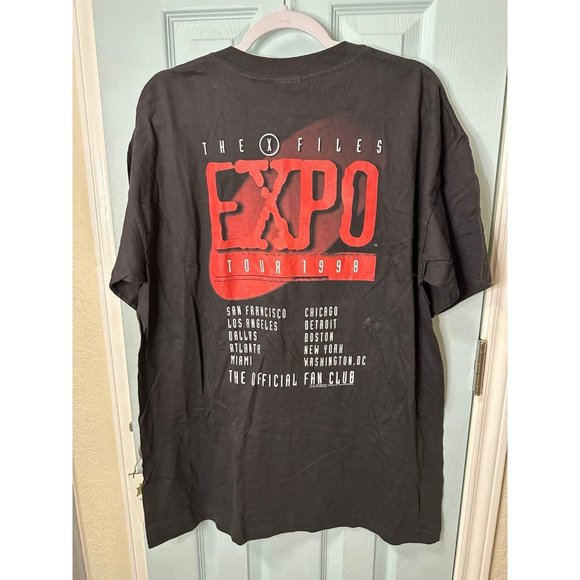 THE X FILES
EXPO
TOUR 1998
SAN FRANCISCO CHICAGO
LOS ANGELES DETROIT
DALLAS BOSTON
ATLANTA NEW YORK
MIAMI WASHINGTON, DC
THE OFFICIAL FAN CLUB